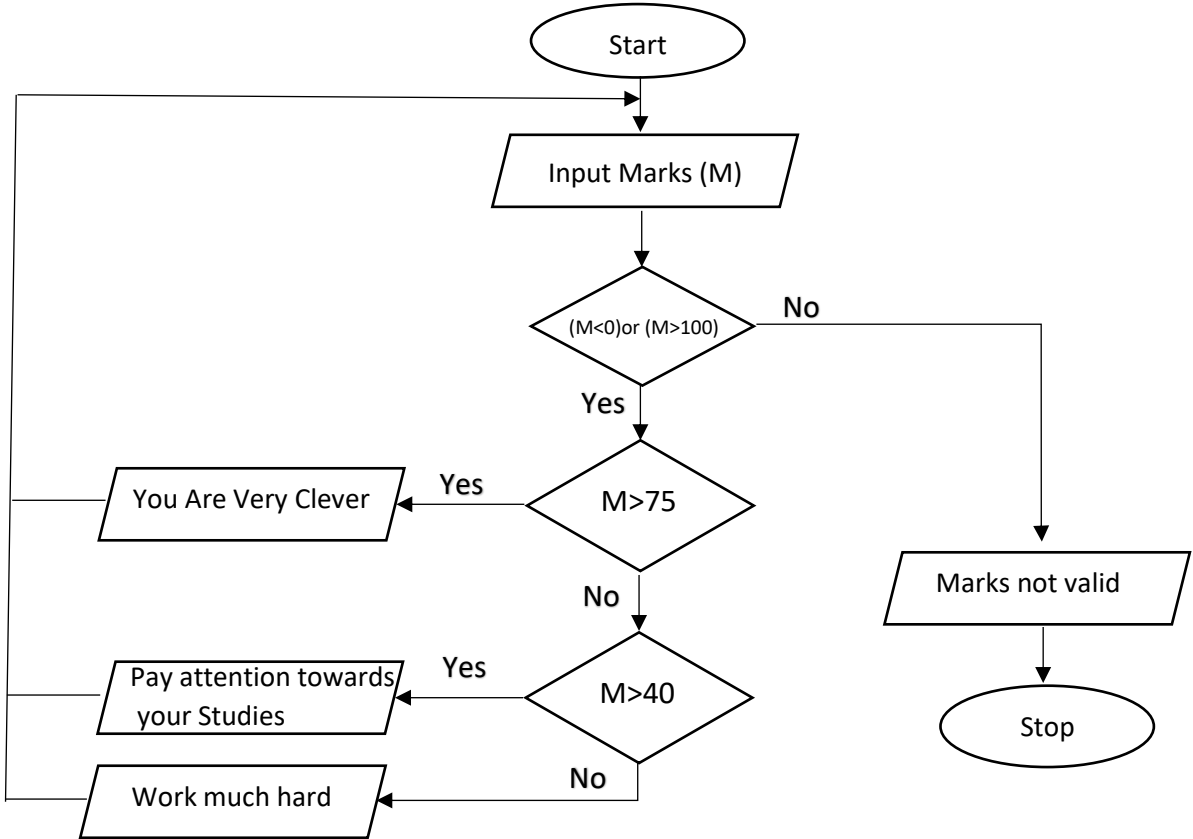 Start
Input Marks (M)
(M<0)or (M>100)
No
Yes
You Are Very Clever
Yes
M>75
No
Marks not valid
Pay attention towards
your Studies
Yes
M>40
Stop
No
Work much hard